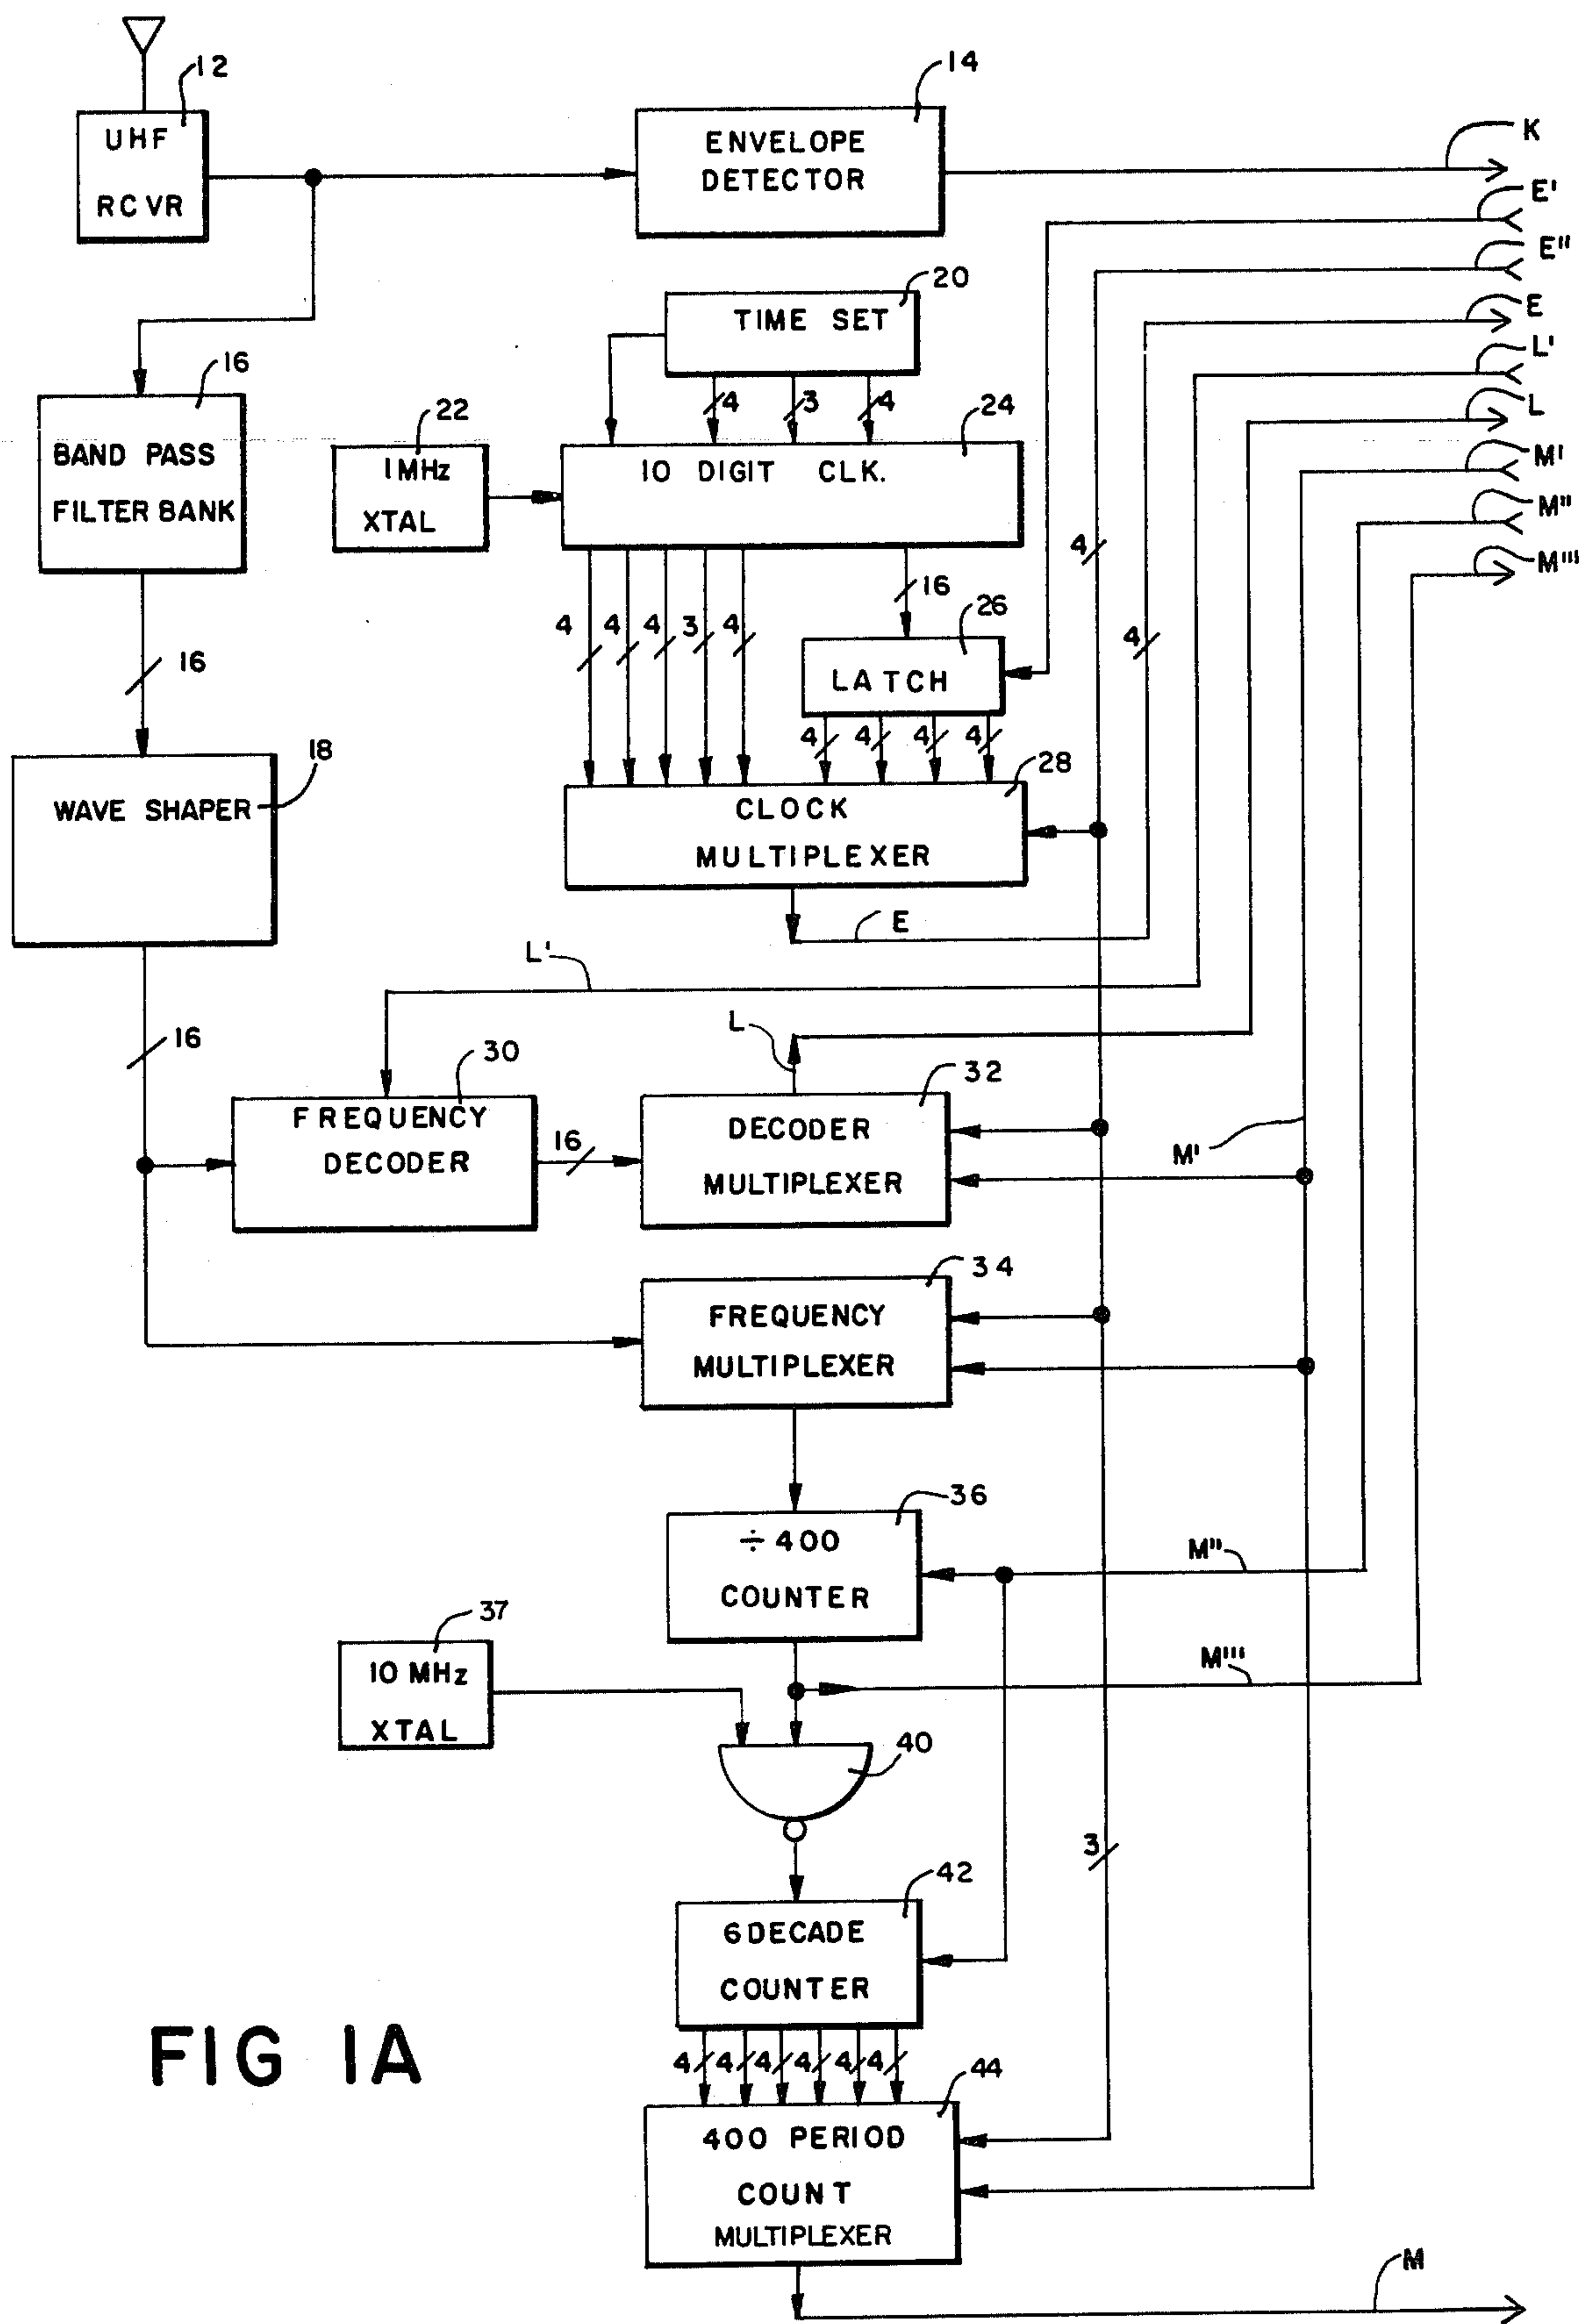 12
UHF
RCVR
14
ENVELOPE
DETECTOR
K
E'
E"
E
L'
L
M'
M"
M'''
20
TIME SET
4
3
4
16
BAND PASS
FILTER BANK
22
1 MHz
XTAL
24
10 DIGIT CLK.
4
16
4
4
4
3
4
26
LATCH
4
16
4
4
4
4
18
WAVE SHAPER
28
CLOCK
MULTIPLEXER
E
L'
L
16
30
FREQUENCY
DECODER
16
32
DECODER
MULTIPLEXER
M'
34
FREQUENCY
MULTIPLEXER
36
÷400
COUNTER
M"
37
10 MHz
XTAL
M'''
40
3
42
6 DECADE
COUNTER
4
4
4
4
4
4
44
400 PERIOD
COUNT
MULTIPLEXER
M
FIG 1A